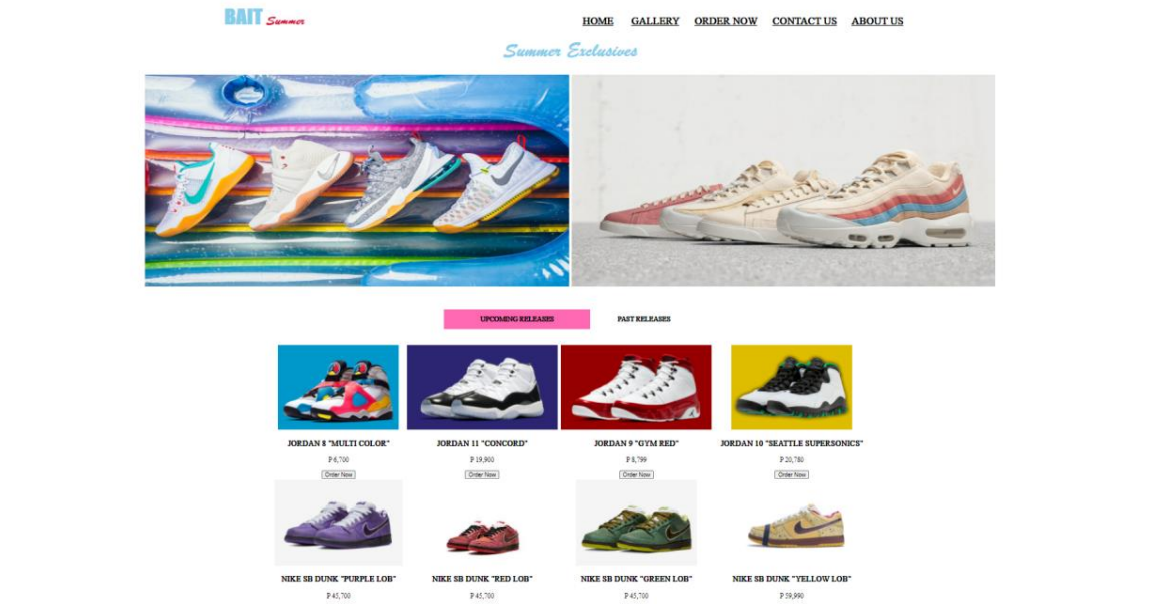 BAIT Summer
HOME GALLERY ORDER NOW CONTACT US ABOUT US
Summer Exclusives
UPCOMING RELEASES PAST RELEASES
JORDAN 8 "MULTI COLOR" JORDAN 11 "CONCORD" JORDAN 9 "GYM RED" JORDAN 10 "SEATTLE SUPERSONICS"
P 6,700 P 19,900 P 8,799 P 20,780
Order Now Order Now Order Now Order Now
NIKE SB DUNK "PURPLE LOB" NIKE SB DUNK "RED LOB" NIKE SB DUNK "GREEN LOB" NIKE SB DUNK "YELLOW LOB"
P 45,700 P 45,700 P 45,700 P 59,990